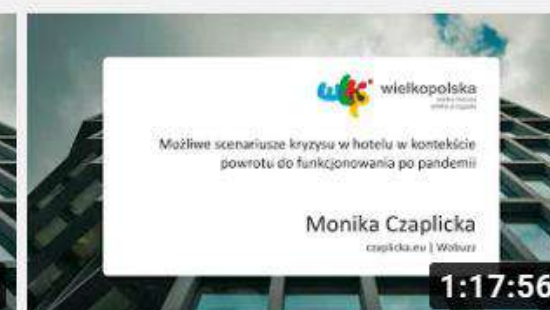 wielkopolska
Możliwe scenariusze kryzysu w hotelu w kontekście
powrotu do funkcjonowania po pandemii
Monika Czaplicka
czaplicka.eu | Wobuzz
1:17:56